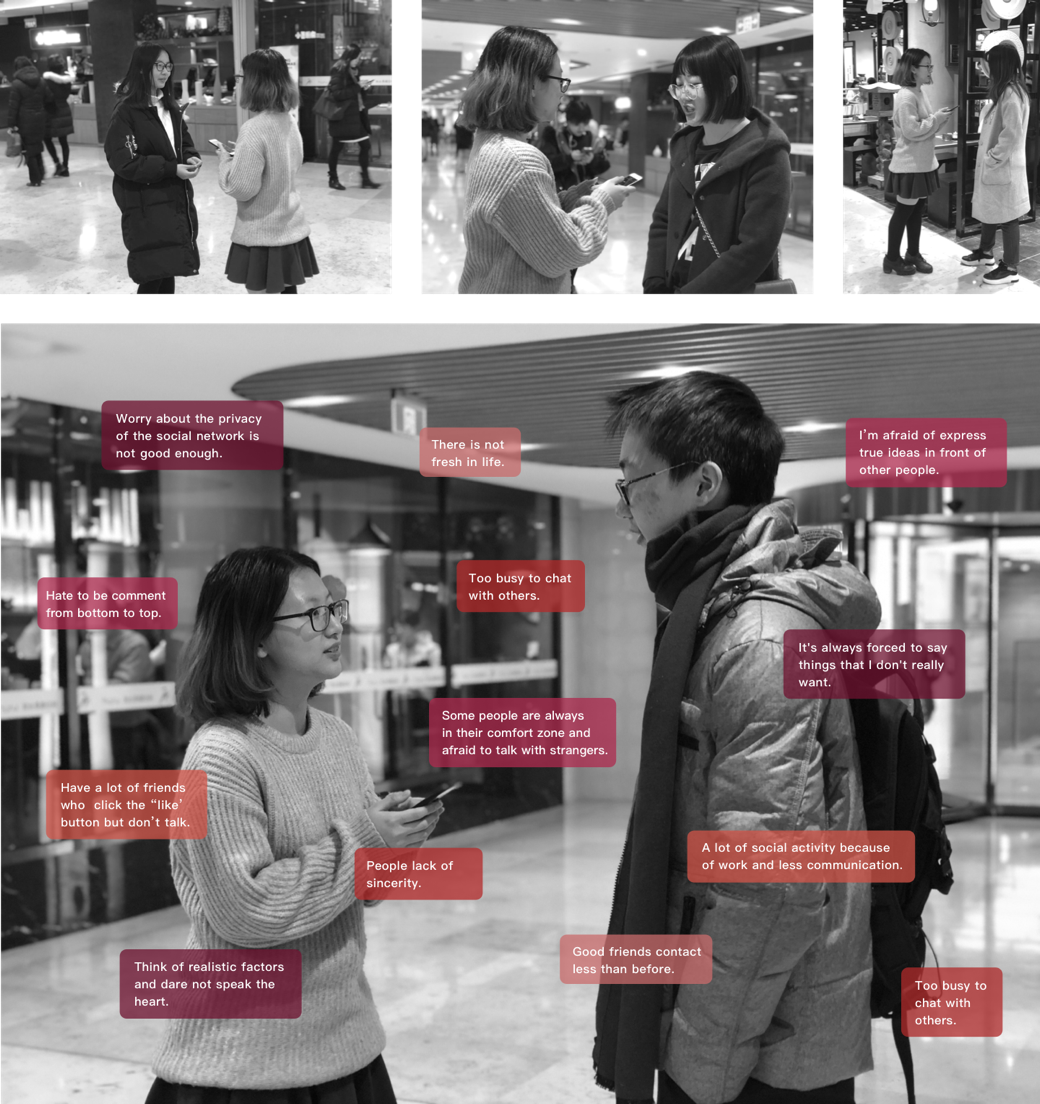 Worry about the privacy
of the social network is
not good enough.
There is not
fresh in life.
I'm afraid of express
true ideas in front of
other people.
Hate to be comment
from bottom to top.
Too busy to chat
with others.
It's always forced to say
things that I don't really
want.
Some people are always
in their comfort zone and
afraid to talk with strangers.
Have a lot of friends
who  click the “like’
button but don’t talk.
A lot of social activity because
of work and less communication.
People lack of
sincerity.
Good friends contact
less than before.
Think of realistic factors
and dare not speak the
heart.
Too busy to
chat with
others.